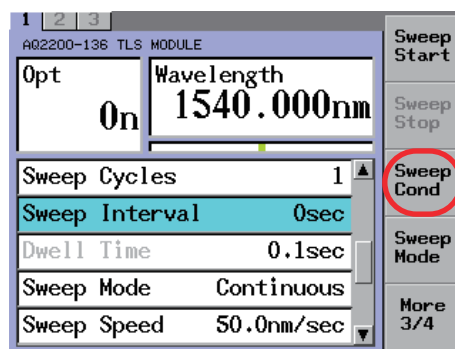 1 2 3
AQ2200-136 TLS MODULE
Opt
On
Wavelength
1540.000nm
Sweep Cycles 1
Sweep Interval 0sec
Dwell Time 0.1sec
Sweep Mode Continuous
Sweep Speed 50.0nm/sec
Sweep
Start
Sweep
Stop
Sweep
Cond
Sweep
Mode
More
3/4